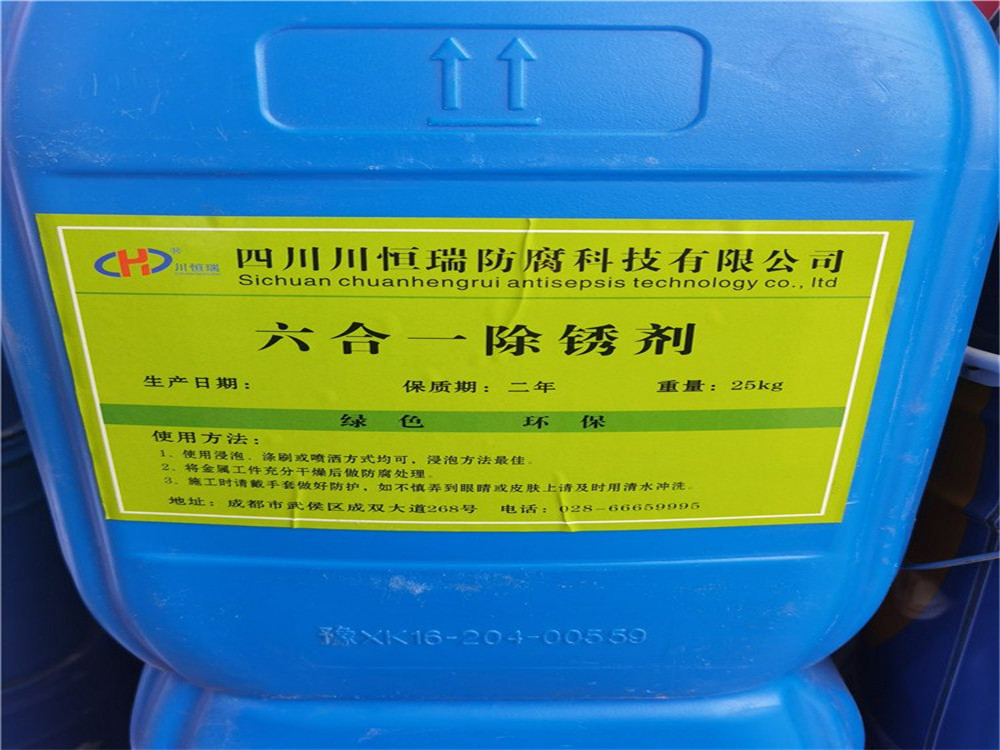 川恒瑞®
四川川恒瑞防腐科技有限公司
Sichuan chuanhengrui antisepsis technology co., ltd
六合一除锈剂
生产日期: 保质期: 二年 重量: 25kg
绿色 环保
使用方法:
1、使用浸泡、涤刷或喷洒方式均可, 浸泡方法最佳。
2、将金属工件充分干燥后做防腐处理。
3、施工时请戴手套做好防护, 如不慎弄到眼睛或皮肤上请及时用清水冲洗。
地址: 成都市武侯区成双大道268号 电话: 028-66659995
豫XK16-204-00559